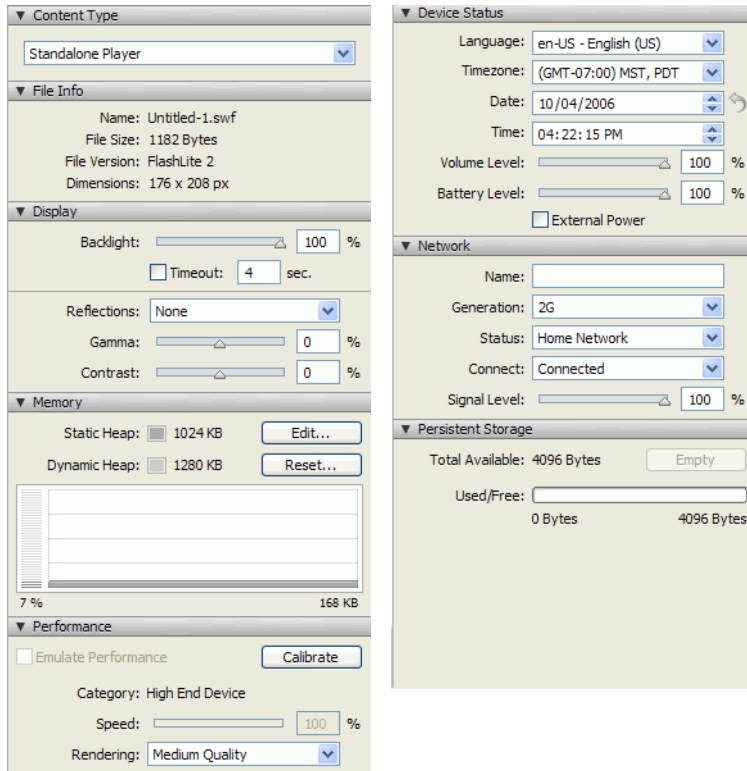 Content Type
Standalone Player
File Info
Name: Untitled-1.swf
File Size: 1182 Bytes
File Version: FlashLite 2
Dimensions: 176 x 208 px
Display
Backlight: 100 %
Timeout: 4 sec.
Reflections: None
Gamma: 0 %
Contrast: 0 %
Memory
Static Heap: 1024 KB Edit...
Dynamic Heap: 1280 KB Reset...
7 % 168 KB
Performance
Emulate Performance Calibrate
Category: High End Device
Speed: 100 %
Rendering: Medium Quality
Device Status
Language: en-US - English (US)
Timezone: (GMT-07:00) MST, PDT
Date: 10/04/2006
Time: 04:22:15 PM
Volume Level: 100 %
Battery Level: 100 %
External Power
Network
Name:
Generation: 2G
Status: Home Network
Connect: Connected
Signal Level: 100 %
Persistent Storage
Total Available: 4096 Bytes Empty
Used/Free:
0 Bytes 4096 Bytes